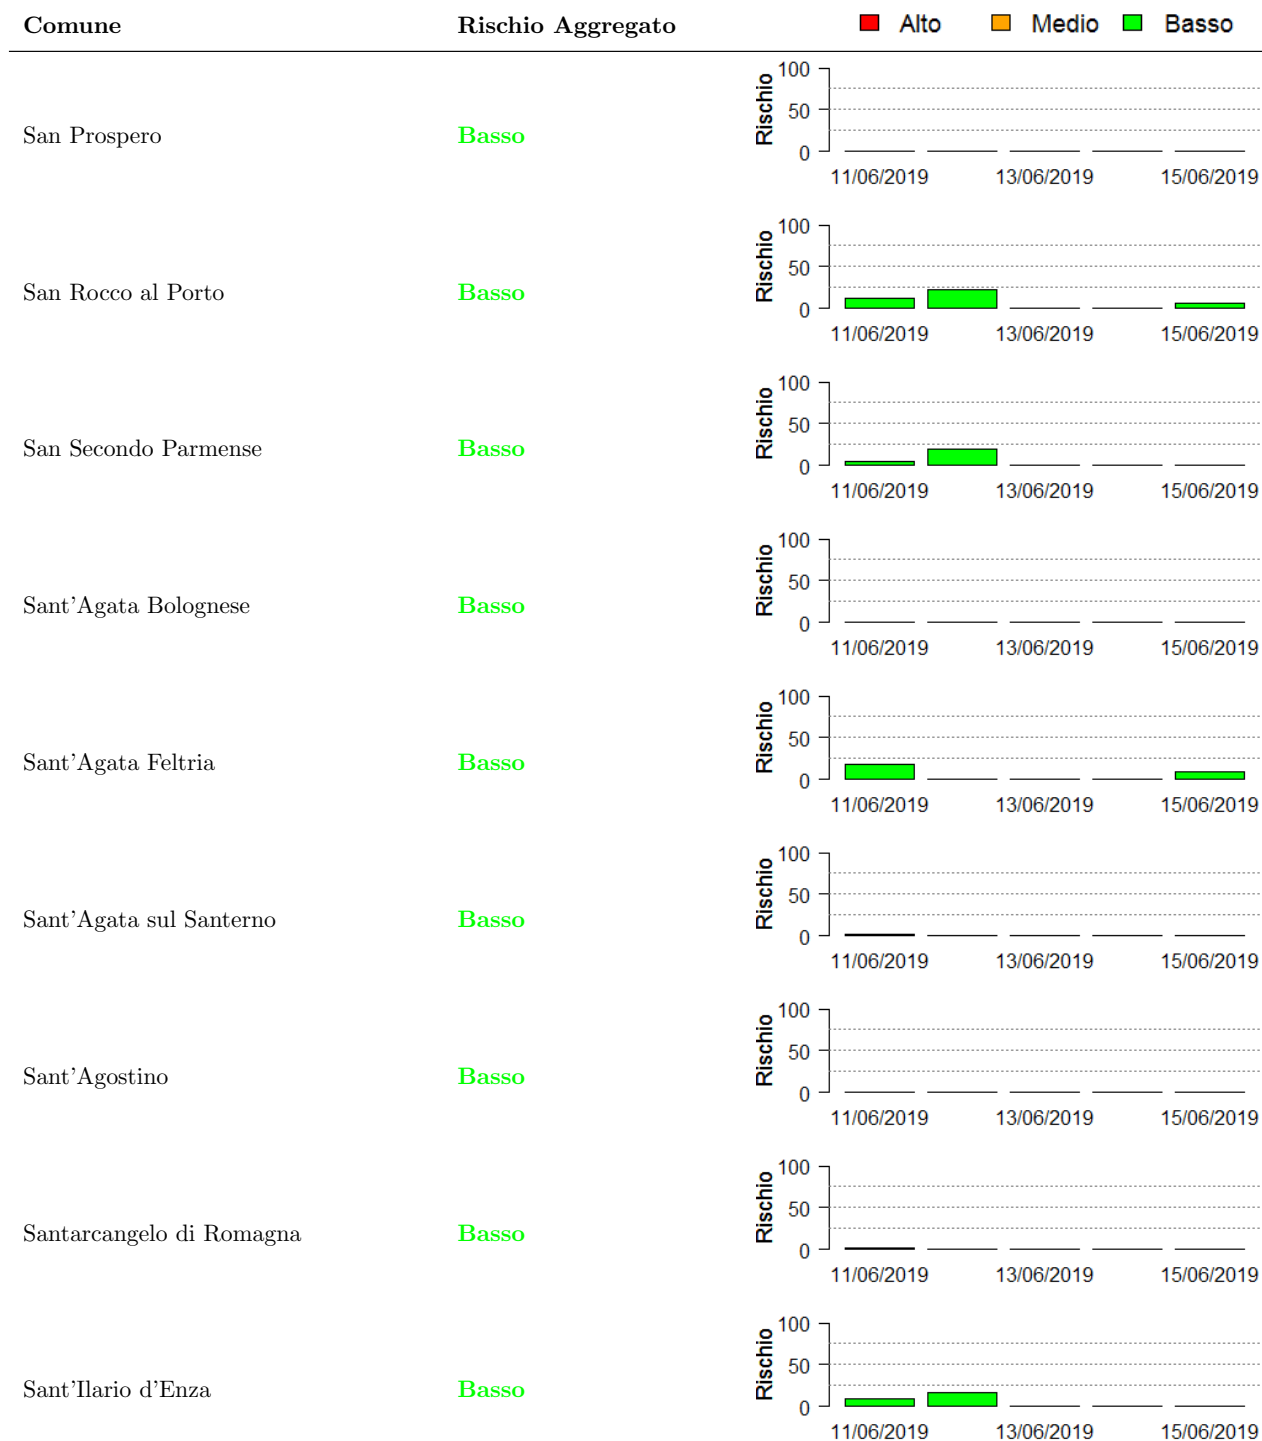 Comune Rischio Aggregato Alto Medio Basso
San Prospero Basso
Rischio
100
50
0
11/06/2019 13/06/2019 15/06/2019
San Rocco al Porto Basso
Rischio
100
50
0
11/06/2019 13/06/2019 15/06/2019
San Secondo Parmense Basso
Rischio
100
50
0
11/06/2019 13/06/2019 15/06/2019
Sant'Agata Bolognese Basso
Rischio
100
50
0
11/06/2019 13/06/2019 15/06/2019
Sant'Agata Feltria Basso
Rischio
100
50
0
11/06/2019 13/06/2019 15/06/2019
Sant'Agata sul Santerno Basso
Rischio
100
50
0
11/06/2019 13/06/2019 15/06/2019
Sant'Agostino Basso
Rischio
100
50
0
11/06/2019 13/06/2019 15/06/2019
Santarcangelo di Romagna Basso
Rischio
100
50
0
11/06/2019 13/06/2019 15/06/2019
Sant'Ilario d'Enza Basso
Rischio
100
50
0
11/06/2019 13/06/2019 15/06/2019